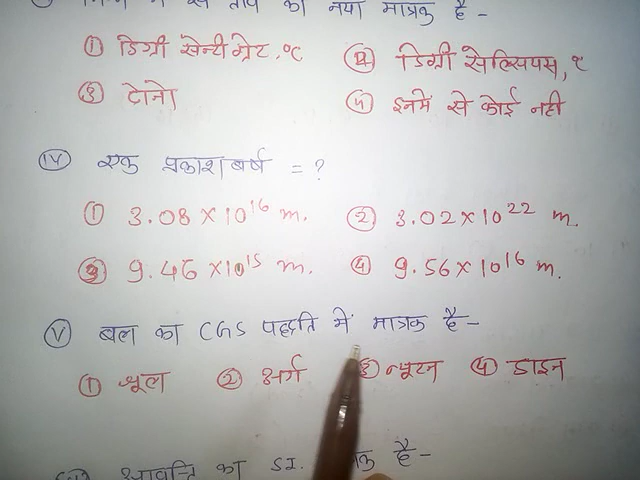 में से ताप का नया मात्रक है -
① डिग्री सेन्टीग्रेट, °C ② डिग्री सेल्सियस, °
③ टोनो ④ इनमें से कोई नही
(IV) एक प्रकाशवर्ष = ?
① 3.08 × 10¹⁶ m. ② 3.02 × 10²² m.
③ 9.46 × 10¹⁵ m. ④ 9.56 × 10¹⁶ m.
(V) बल का CGS पद्धति में मात्रक है -
① जूल ② अर्ग ③ न्यूटन ④ डाइन
आवृत्ति का S.I. क है -